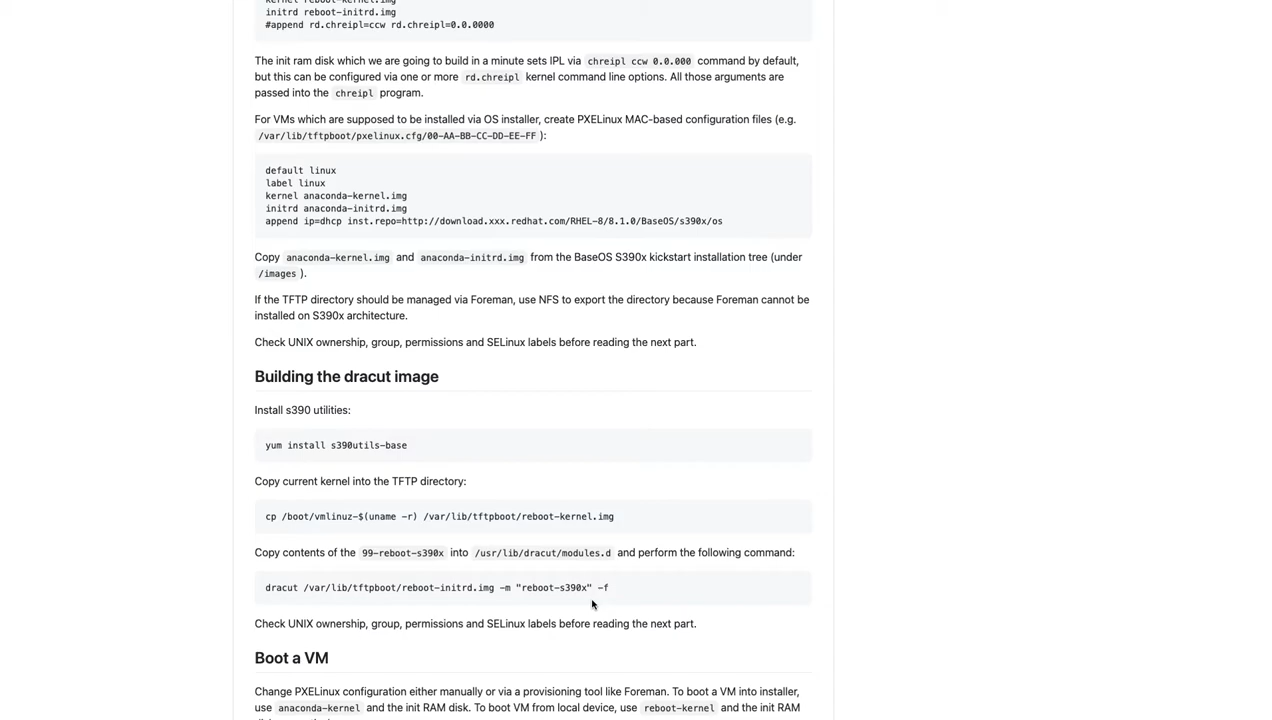 initrd reboot-initrd.img
#append rd.chreipl=ccw rd.chreipl=0.0.0000
The init ram disk which we are going to build in a minute sets IPL via chreipl ccw 0.0.000 command by default,
but this can be configured via one or more rd.chreipl kernel command line options. All those arguments are
passed into the chreipl program.
For VMs which are supposed to be installed via OS installer, create PXELinux MAC-based configuration files (e.g.
/var/lib/tftpboot/pxelinux.cfg/00-AA-BB-CC-DD-EE-FF ):
default linux
label linux
kernel anaconda-kernel.img
initrd anaconda-initrd.img
append ip=dhcp inst.repo=http://download.xxx.redhat.com/RHEL-8/8.1.0/BaseOS/s390x/os
Copy anaconda-kernel.img and anaconda-initrd.img from the BaseOS S390x kickstart installation tree (under
/images ).
If the TFTP directory should be managed via Foreman, use NFS to export the directory because Foreman cannot be
installed on S390x architecture.
Check UNIX ownership, group, permissions and SELinux labels before reading the next part.
Building the dracut image
Install s390 utilities:
yum install s390utils-base
Copy current kernel into the TFTP directory:
cp /boot/vmlinuz-$(uname -r) /var/lib/tftpboot/reboot-kernel.img
Copy contents of the 99-reboot-s390x into /usr/lib/dracut/modules.d and perform the following command:
dracut /var/lib/tftpboot/reboot-initrd.img -m "reboot-s390x" -f
Check UNIX ownership, group, permissions and SELinux labels before reading the next part.
Boot a VM
Change PXELinux configuration either manually or via a provisioning tool like Foreman. To boot a VM into installer,
use anaconda-kernel and the init RAM disk. To boot VM from local device, use reboot-kernel and the init RAM